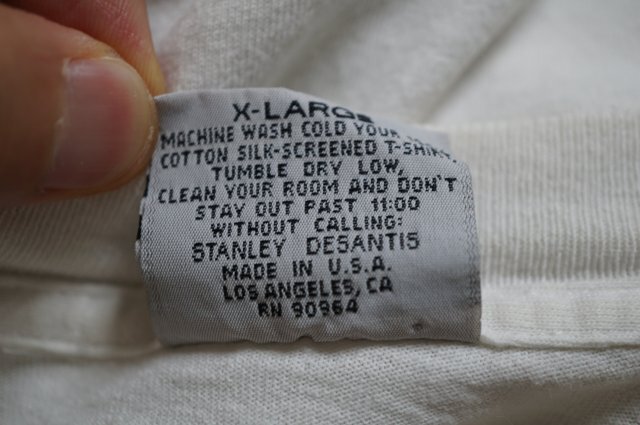 X-LARGE
MACHINE WASH COLD YOUR
COTTON SILK-SCREENED T-SHIRT,
TUMBLE DRY LOW,
CLEAN YOUR ROOM AND DON'T
STAY OUT PAST 11:00
WITHOUT CALLING:
STANLEY DESANTIS
MADE IN U.S.A.
LOS ANGELES, CA
RN 90964